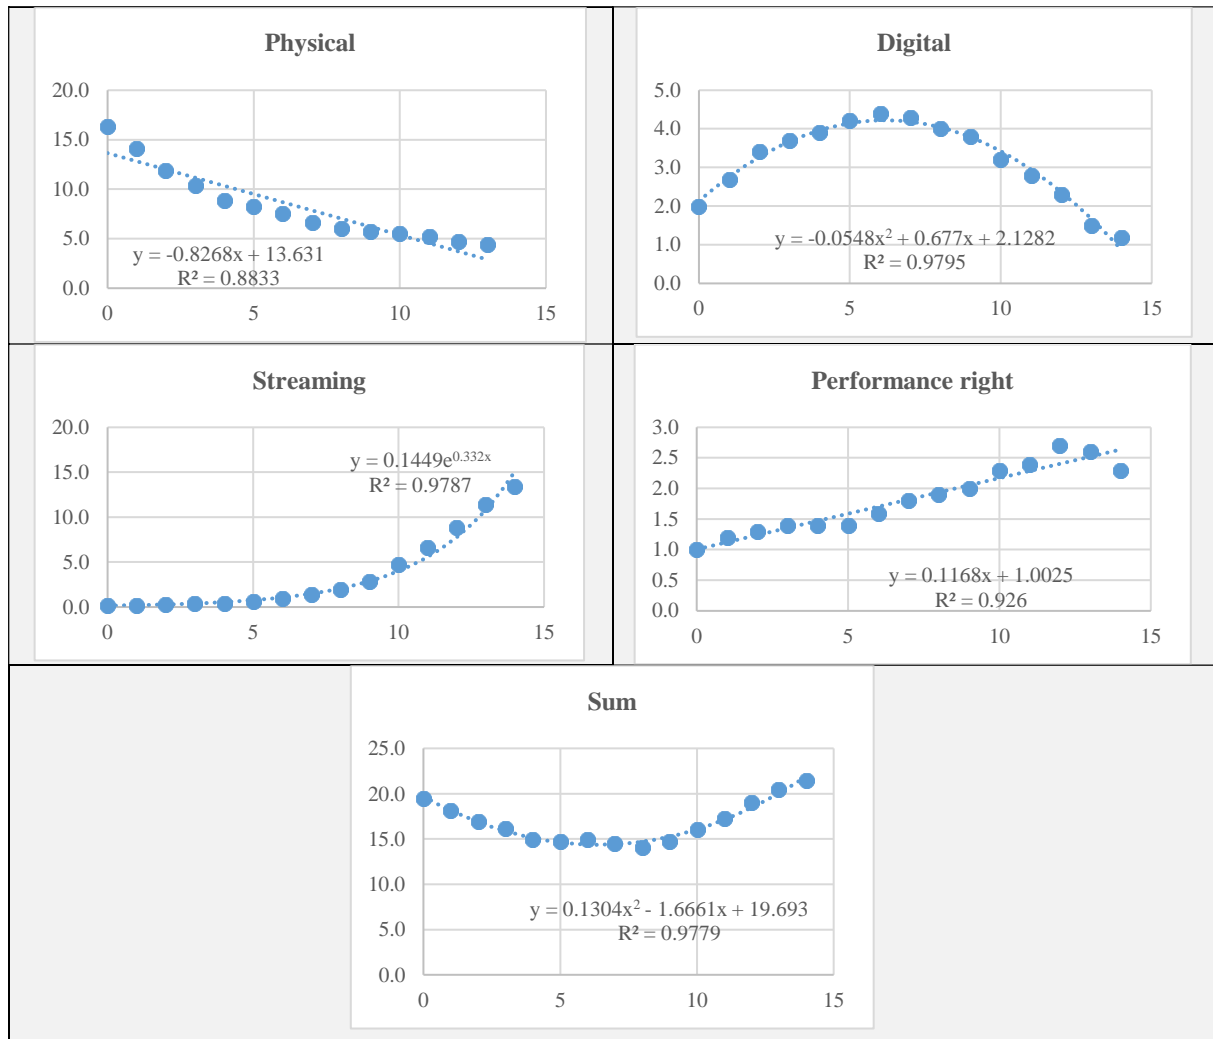 Physical
20.0
15.0
10.0
5.0
0.0
y = -0.8268x + 13.631
R² = 0.8833
0 5 10 15
Digital
5.0
4.0
3.0
2.0
1.0
0.0
y = -0.0548x² + 0.677x + 2.1282
R² = 0.9795
0 5 10 15
Streaming
20.0
15.0
10.0
5.0
0.0
y = 0.1449e^0.332x
R² = 0.9787
0 5 10 15
Performance right
3.0
2.5
2.0
1.5
1.0
0.5
0.0
y = 0.1168x + 1.0025
R² = 0.926
0 5 10 15
Sum
25.0
20.0
15.0
10.0
5.0
0.0
y = 0.1304x² - 1.6661x + 19.693
R² = 0.9779
0 5 10 15